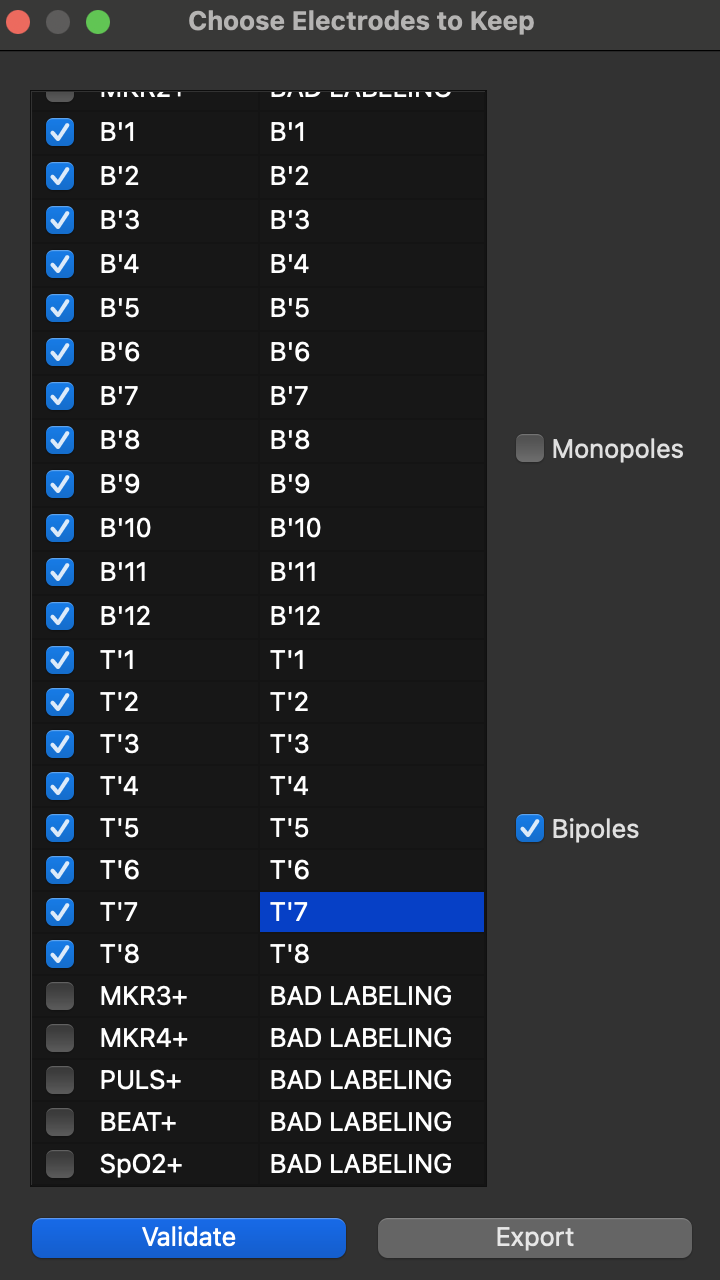 Choose Electrodes to Keep
MKR2+ BAD LABELING
B'1 B'1
B'2 B'2
B'3 B'3
B'4 B'4
B'5 B'5
B'6 B'6
B'7 B'7
B'8 B'8
B'9 B'9
B'10 B'10
B'11 B'11
B'12 B'12
T'1 T'1
T'2 T'2
T'3 T'3
T'4 T'4
T'5 T'5
T'6 T'6
T'7 T'7
T'8 T'8
MKR3+ BAD LABELING
MKR4+ BAD LABELING
PULS+ BAD LABELING
BEAT+ BAD LABELING
SpO2+ BAD LABELING
Monopoles
Bipoles
Validate
Export